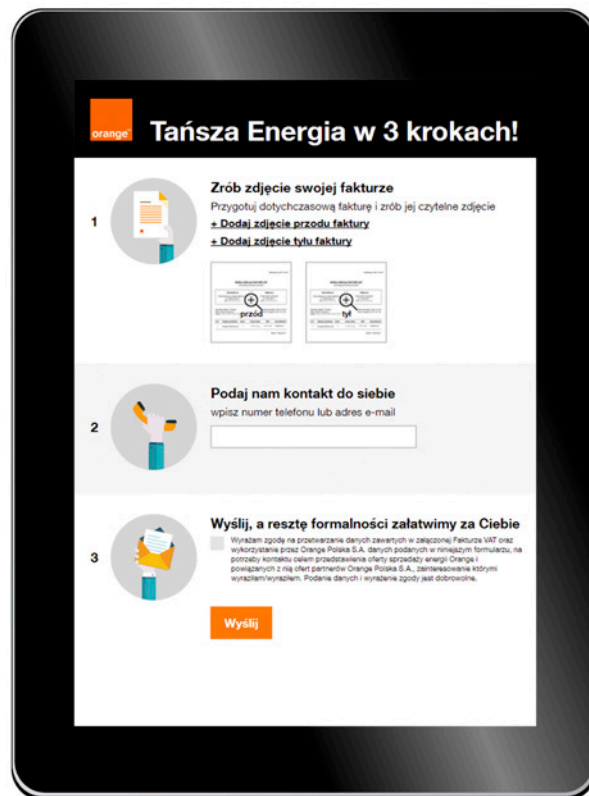 orange™
Tańsza Energia w 3 krokach!
1
Zrób zdjęcie swojej fakturze
Przygotuj dotychczasową fakturę i zrób jej czytelne zdjęcie
+ Dodaj zdjęcie przodu faktury
+ Dodaj zdjęcie tyłu faktury
przód
tył
2
Podaj nam kontakt do siebie
wpisz numer telefonu lub adres e-mail
3
Wyślij, a resztę formalności załatwimy za Ciebie
Wyrażam zgodę na przetwarzanie danych zawartych w załączonej Fakturze VAT oraz
wykorzystanie przez Orange Polska S.A. danych podanych w niniejszym formularzu, na
potrzeby kontaktu celem przedstawienia oferty sprzedaży energii Orange i
powiązanych z nią ofert partnerów Orange Polska S.A., zainteresowanie którymi
wyraziłam/wyraziłem. Podanie danych i wyrażenie zgody jest dobrowolne.
Wyślij